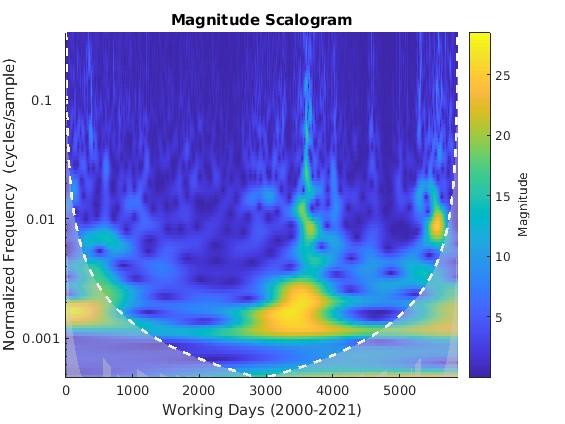 Magnitude Scalogram
Normalized Frequency (cycles/sample)
0.1
0.01
0.001
0 1000 2000 3000 4000 5000
Working Days (2000-2021)
25
20
15
10
5
Magnitude